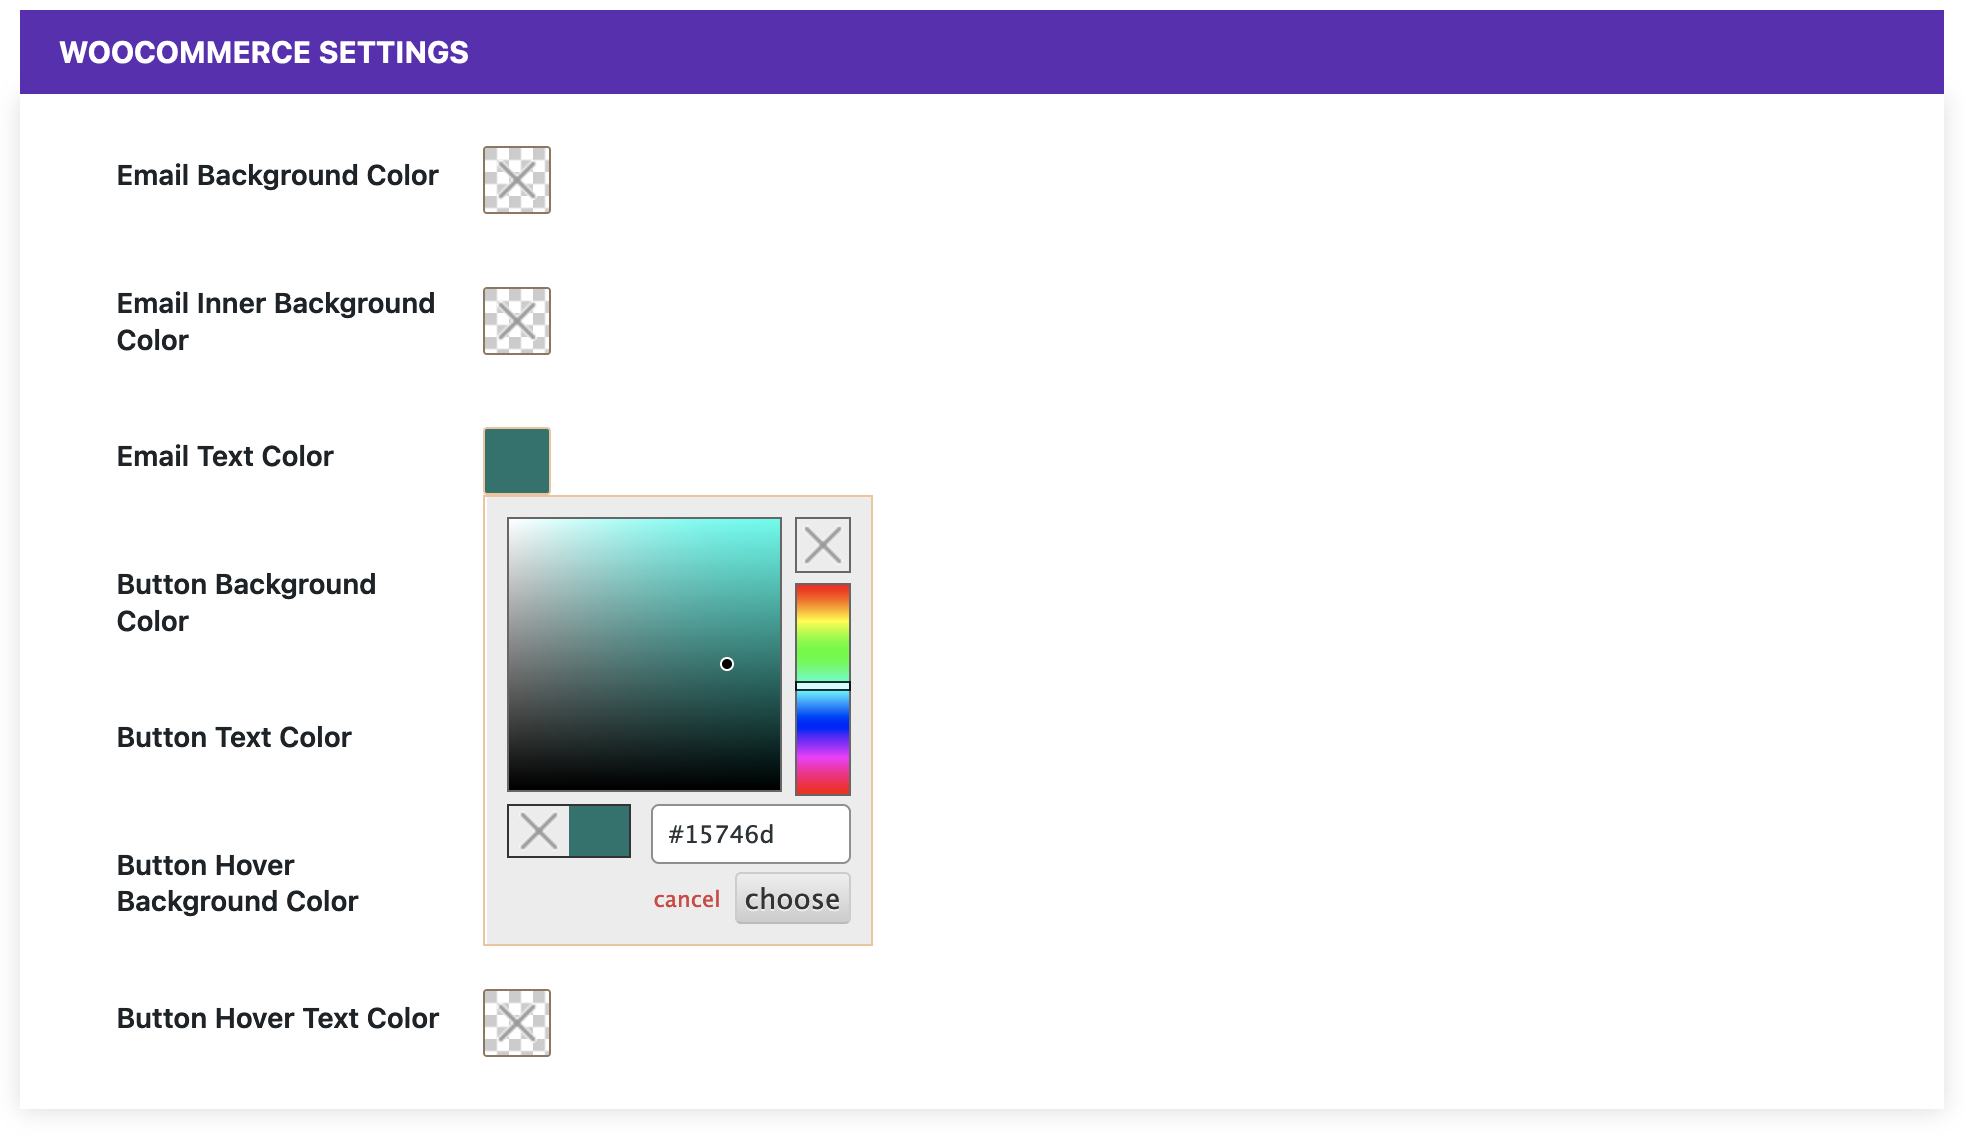 WOOCOMMERCE SETTINGS
Email Background Color
Email Inner Background
Color
Email Text Color
Button Background
Color
Button Text Color
#15746d
Button Hover
Background Color
cancel choose
Button Hover Text Color